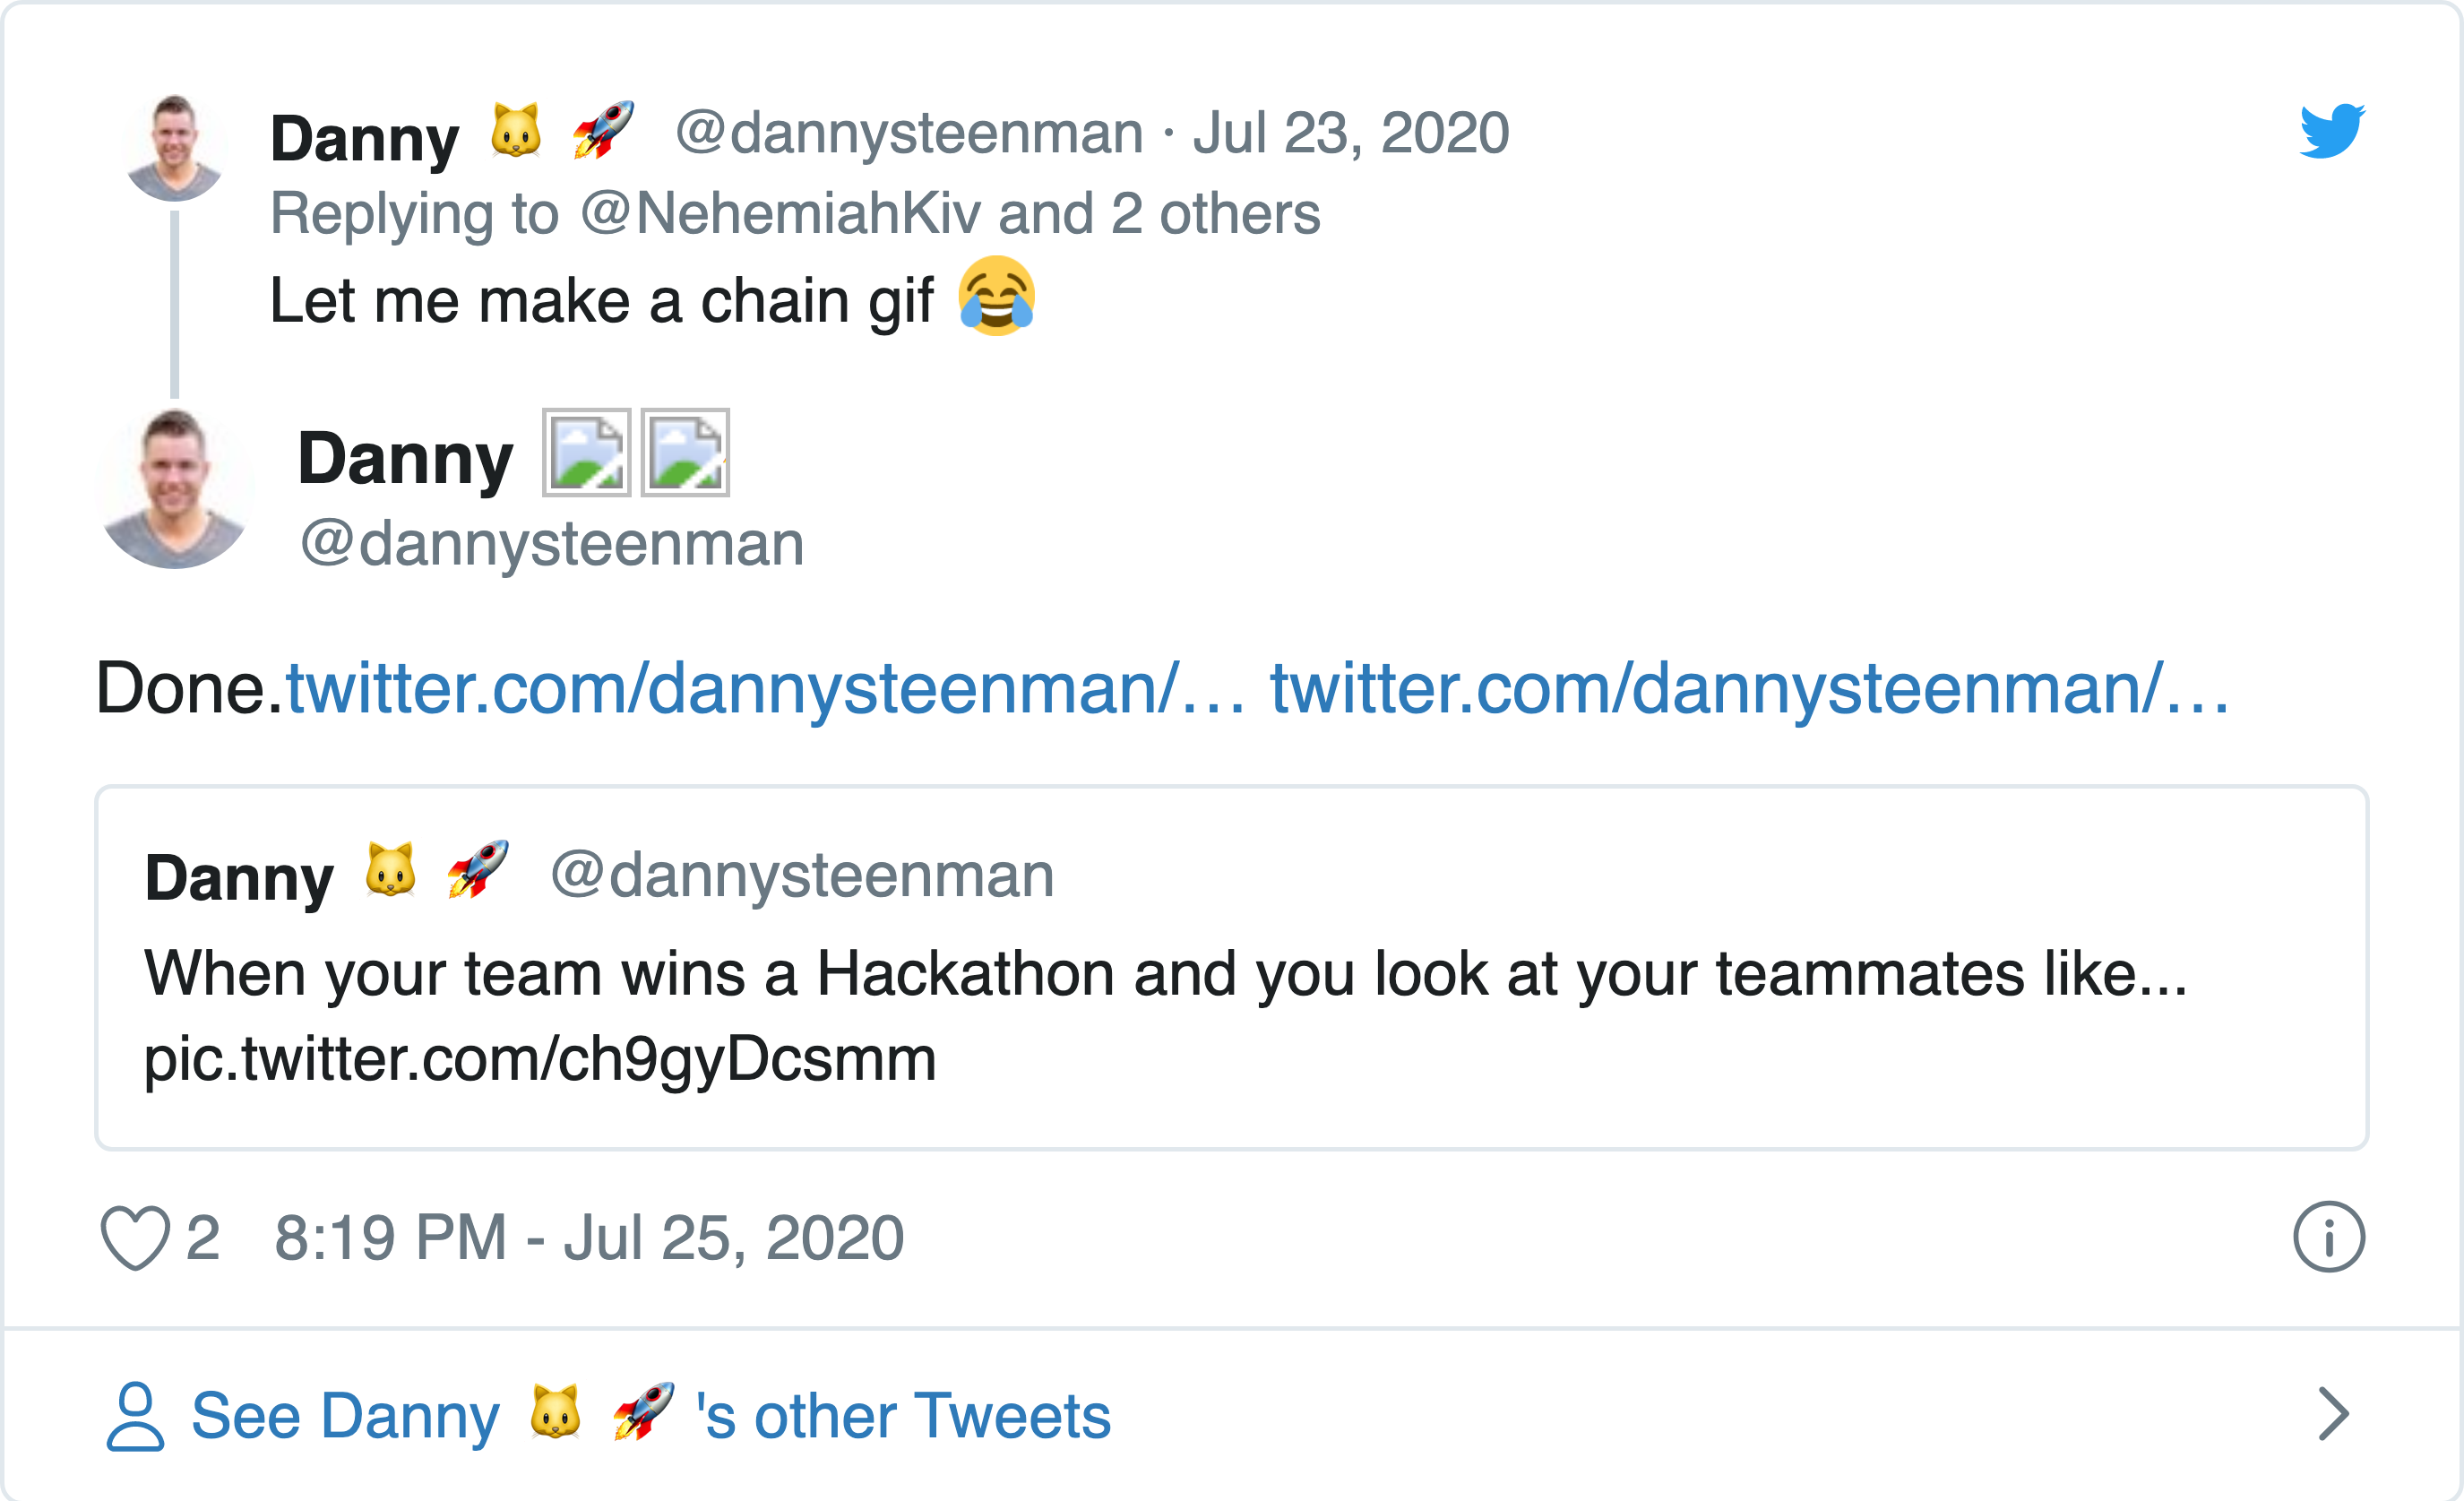 Danny 🐱 🚀 @dannysteenman · Jul 23, 2020
Replying to @NehemiahKiv and 2 others
Let me make a chain gif 😂
Danny
@dannysteenman
Done.twitter.com/dannysteenman/… twitter.com/dannysteenman/…
Danny 🐱 🚀 @dannysteenman
When your team wins a Hackathon and you look at your teammates like...
pic.twitter.com/ch9gyDcsmm
2 8:19 PM - Jul 25, 2020
See Danny 🐱 🚀 's other Tweets